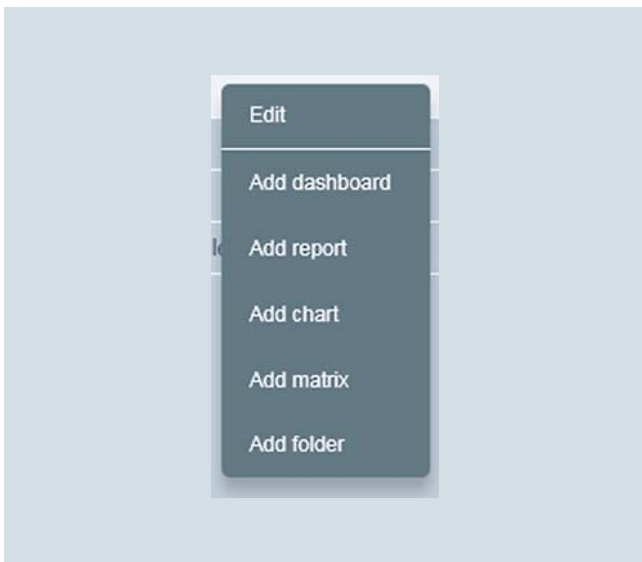 Edit
Add dashboard
Add report
Add chart
Add matrix
Add folder